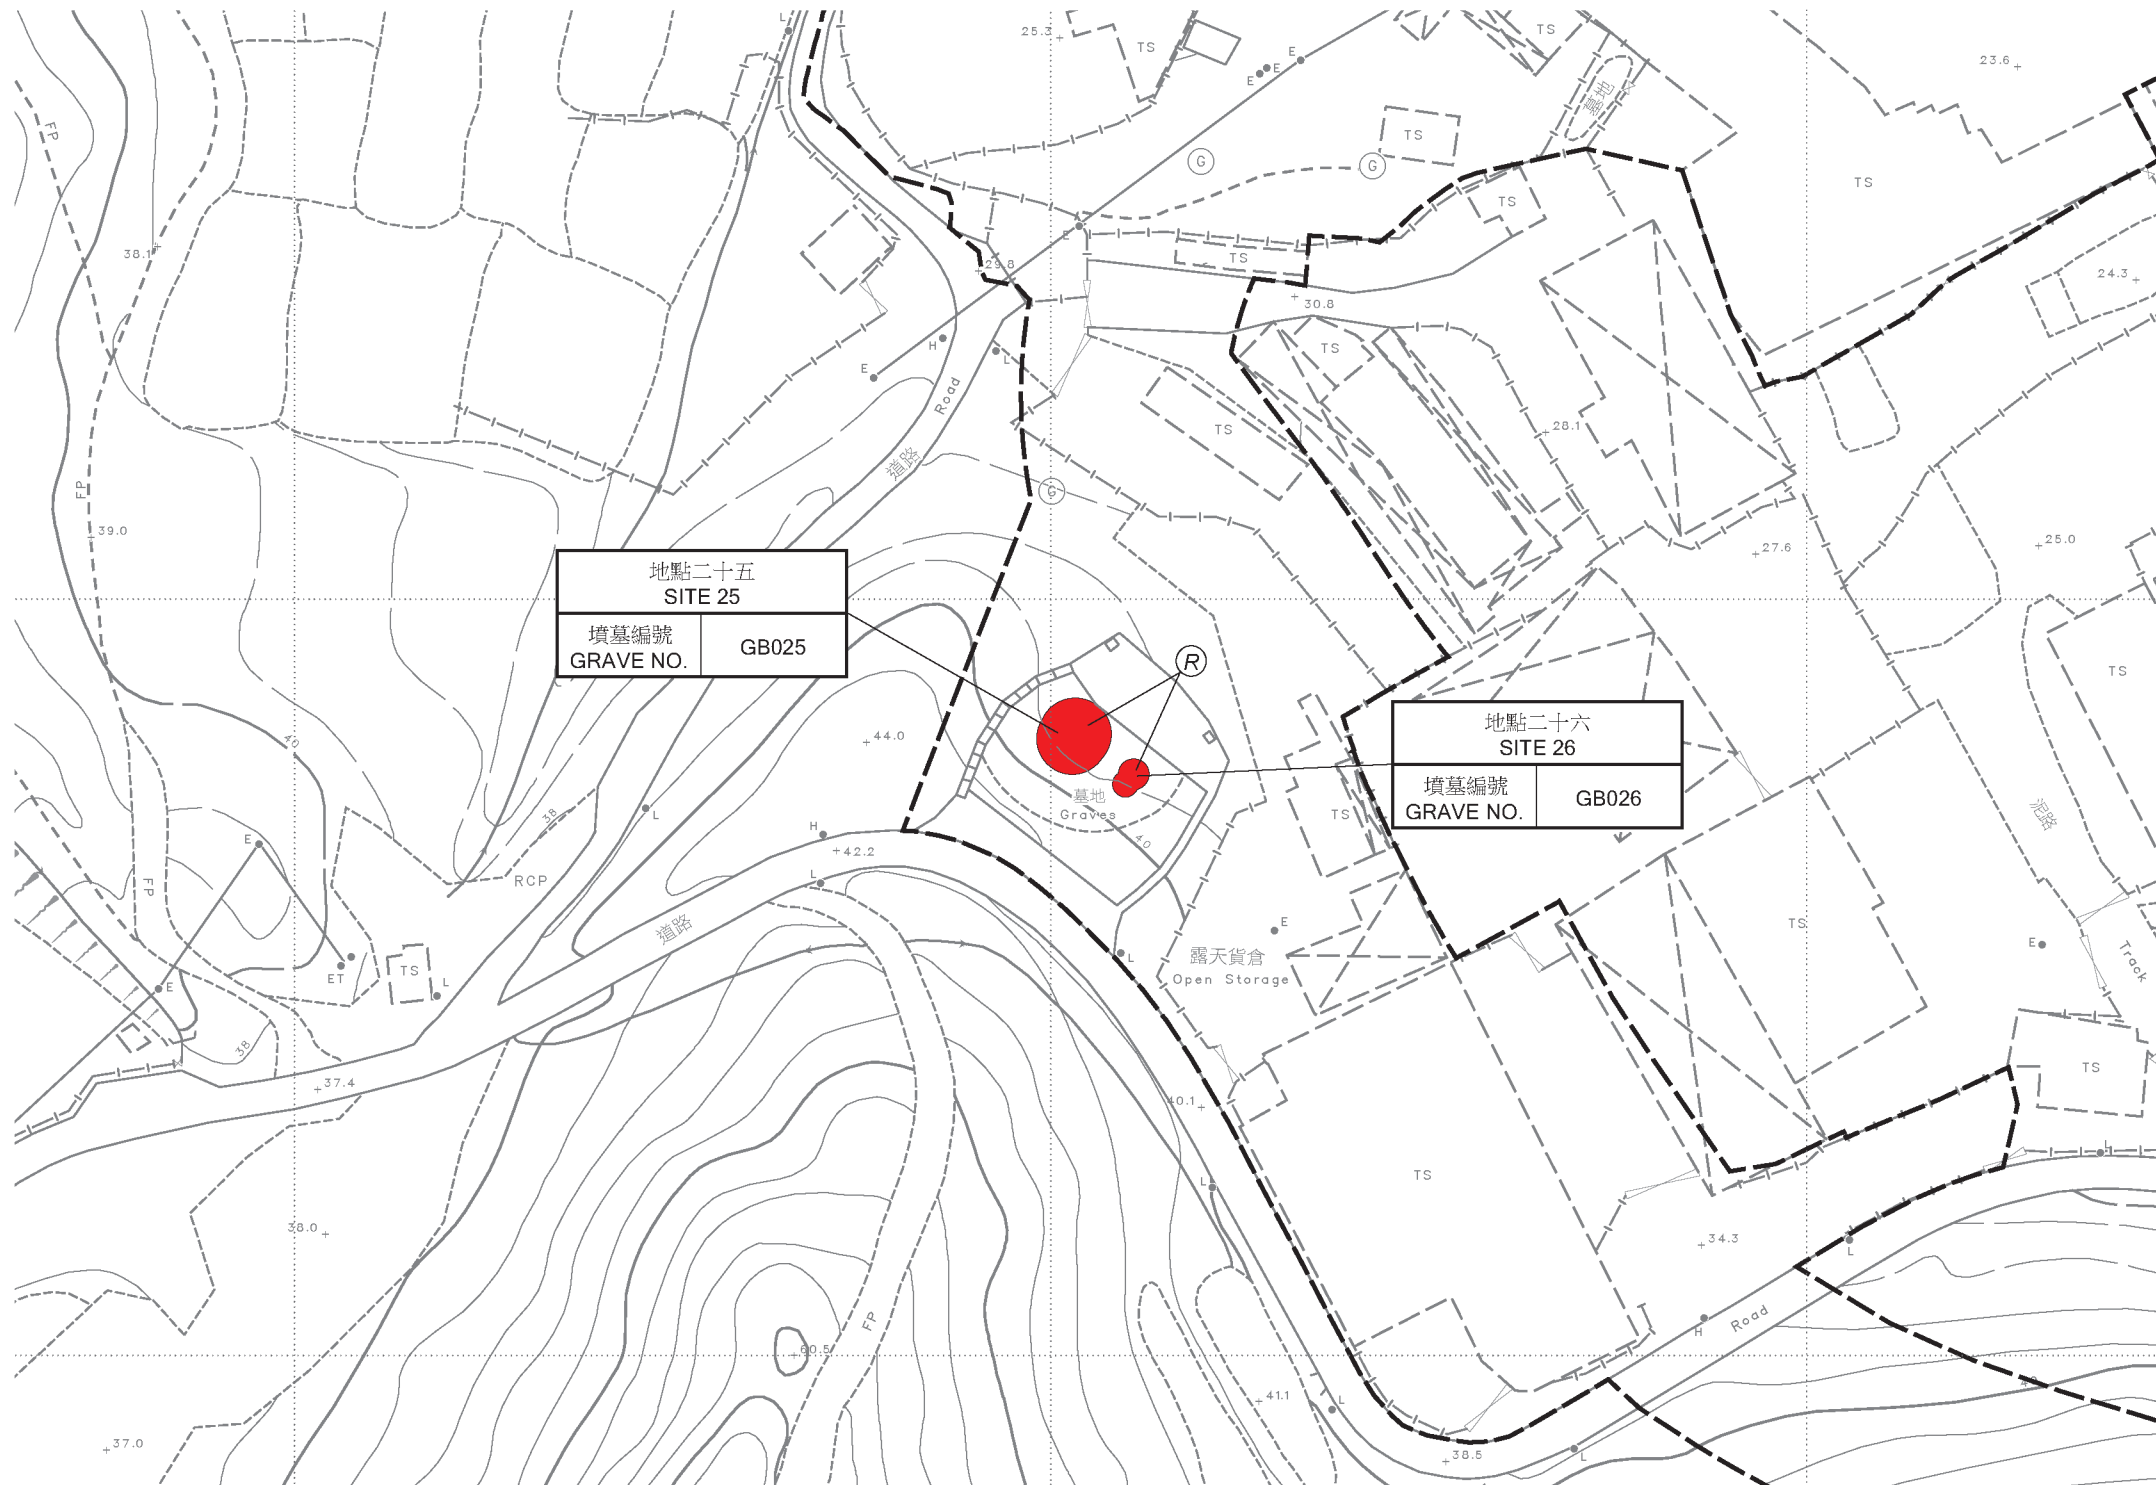 L
25.3
TS
TS
23.6
E
E
E
墓地
TS
FP
G
G
TS
TS
E
38.1
29.8
TS
24.3
30.8
H
L
TS
E
Road
28.1
TS
道路
FP
G
39.0
27.6
25.0
地點二十五
SITE 25
墳墓編號
GRAVE NO.
GB025
R
TS
地點二十六
SITE 26
墳墓編號
GRAVE NO.
GB026
40
44.0
墓地
Graves
40
TS
泥路
L
38
H
42.2
E
RCP
L
FP
道路
E
TS
E
Track
露天貨倉
Open Storage
L
TS
ET
L
E
38
37.4
TS
40.1
L
TS
L
38.0
34.3
L
FP
Road
H
60.5
40
41.1
L
37.0
38.5
L